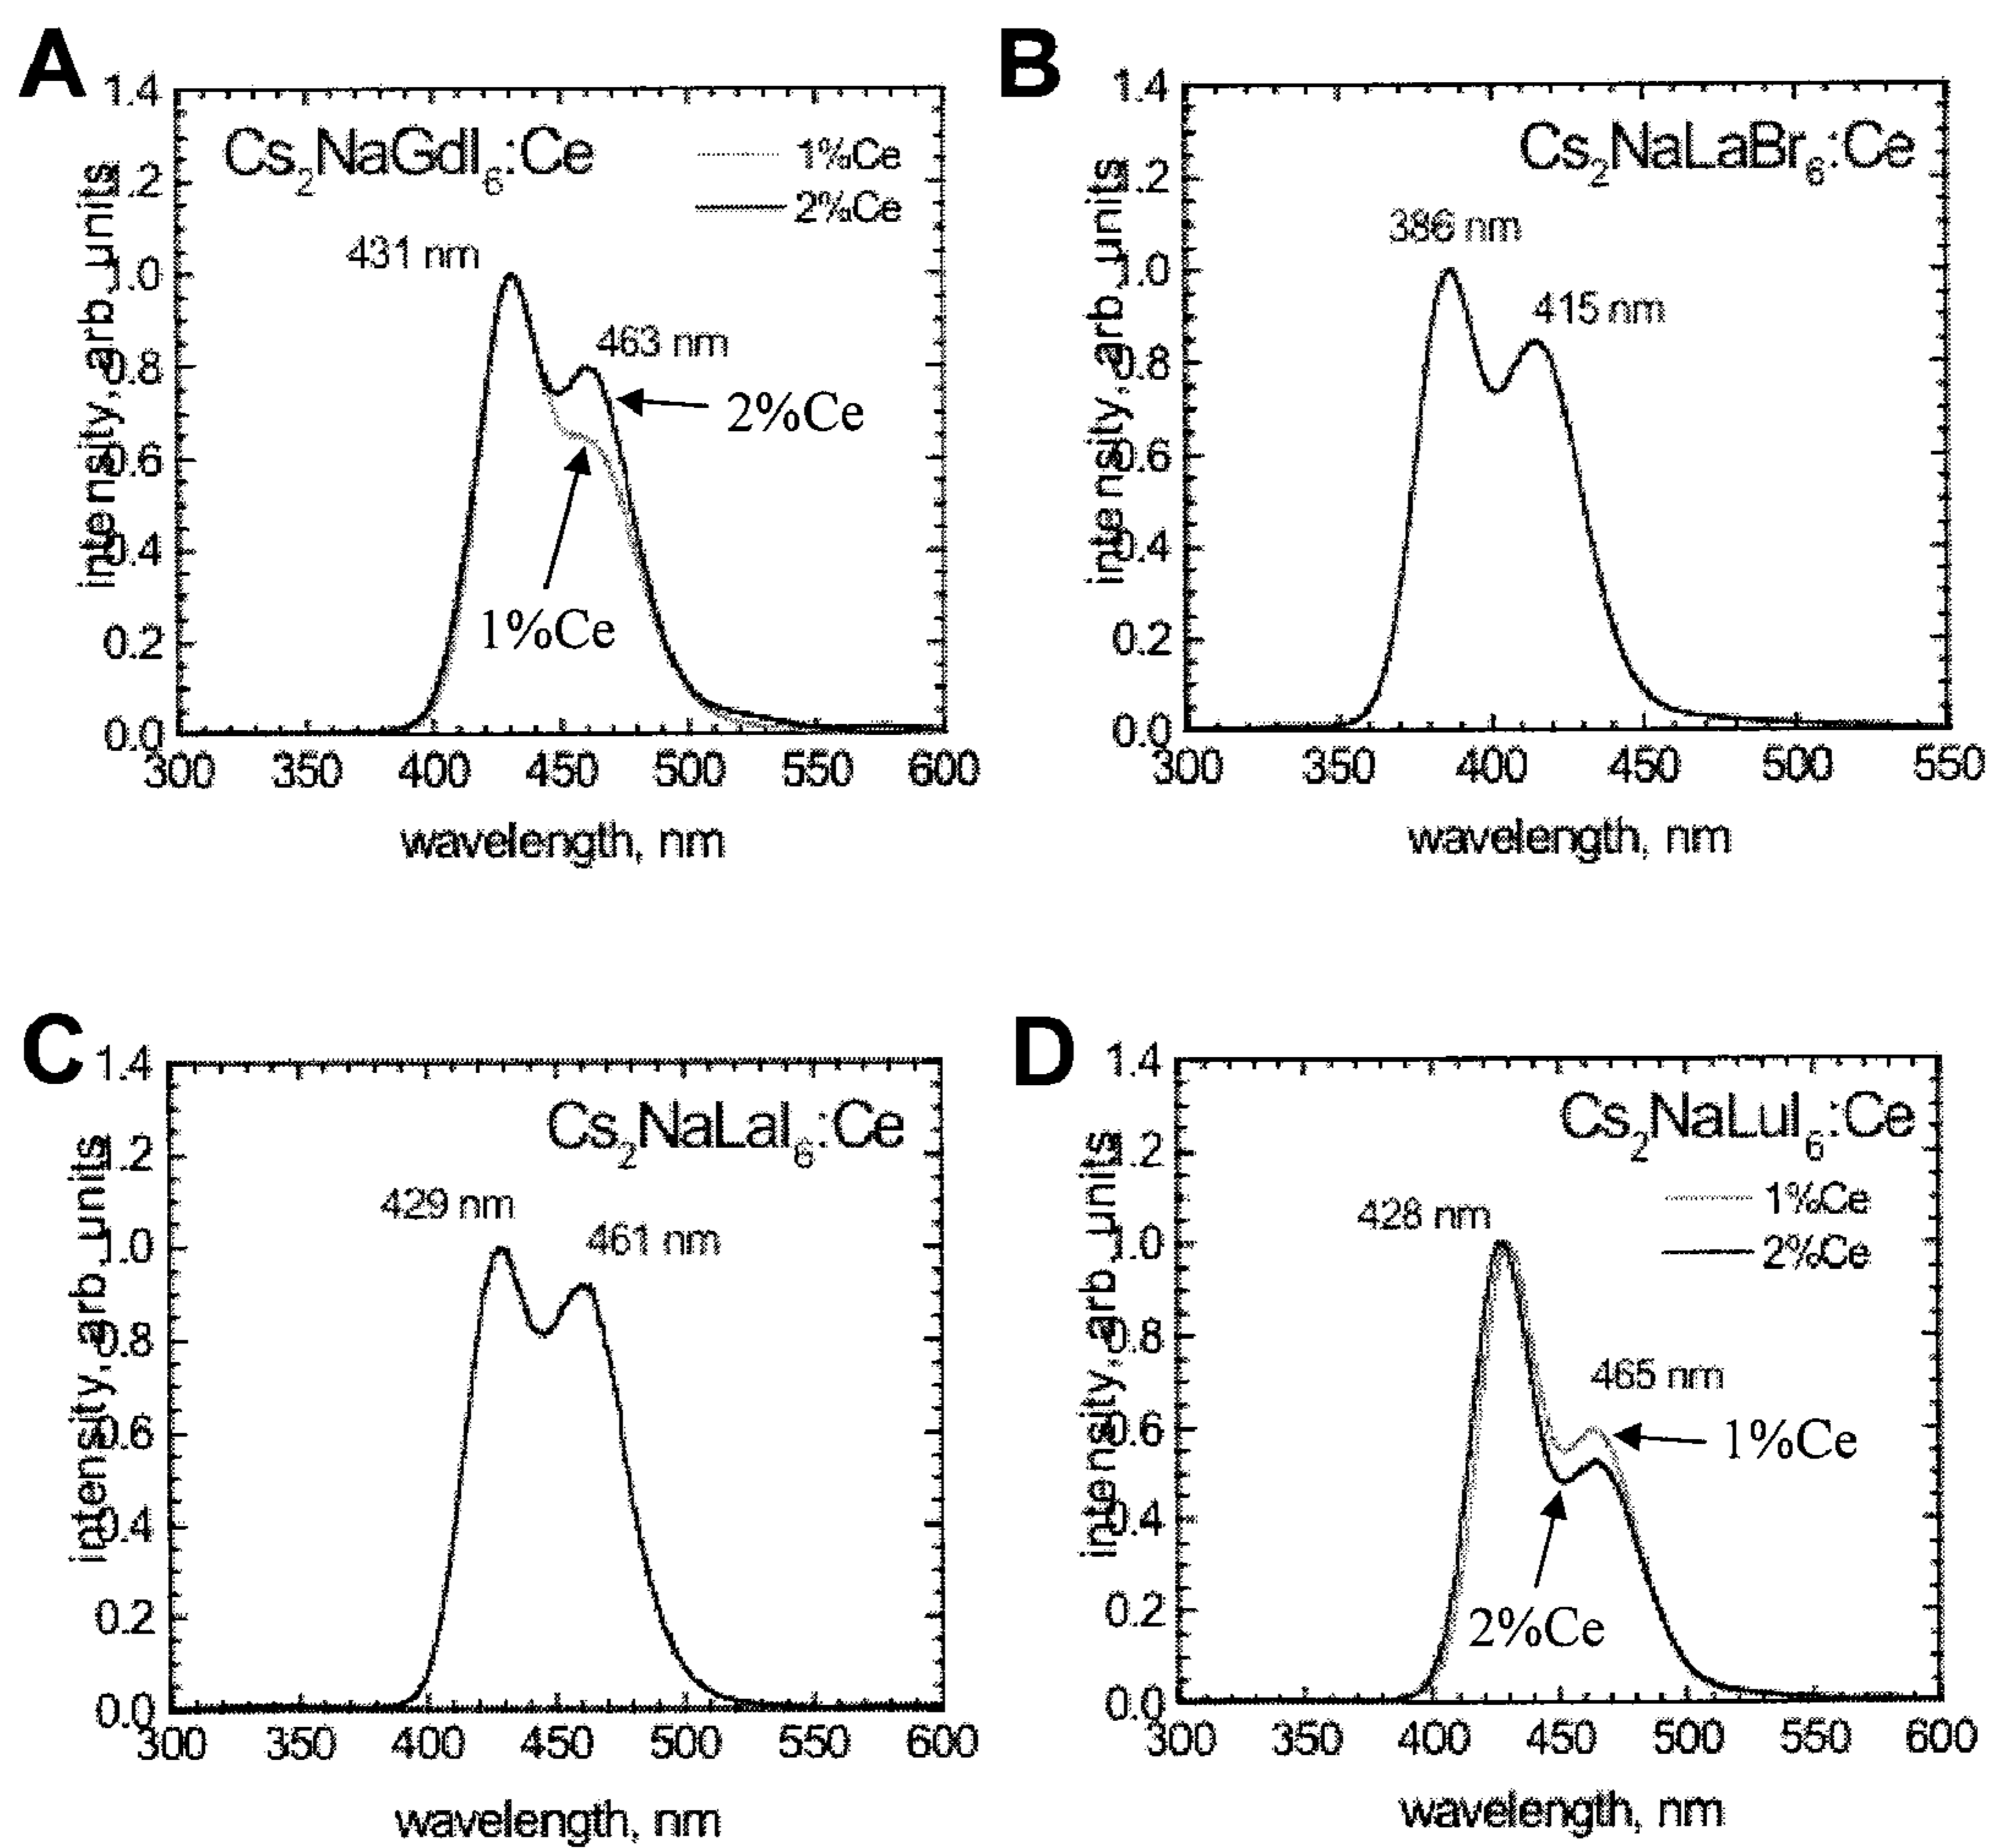 A
1.4
Cs2NaGdI6:Ce
1%Ce
2%Ce
1.2
431 nm
1.0
463 nm
0.8
2%Ce
0.6
0.4
1%Ce
0.2
0.0
intensity, arb. units
300 350 400 450 500 550 600
wavelength, nm
B
1.4
Cs2NaLaBr6:Ce
1.2
386 nm
1.0
415 nm
0.8
0.6
0.4
0.2
0.0
intensity, arb. units
300 350 400 450 500 550
wavelength, nm
C
1.4
Cs2NaLaI6:Ce
1.2
429 nm
461 nm
1.0
0.8
0.6
0.4
0.2
0.0
intensity, arb. units
300 350 400 450 500 550 600
wavelength, nm
D
1.4
Cs2NaLuI6:Ce
1.2
1%Ce
428 nm
2%Ce
1.0
0.8
465 nm
0.6
1%Ce
0.4
2%Ce
0.2
0.0
intensity, arb. units
300 350 400 450 500 550 600
wavelength, nm